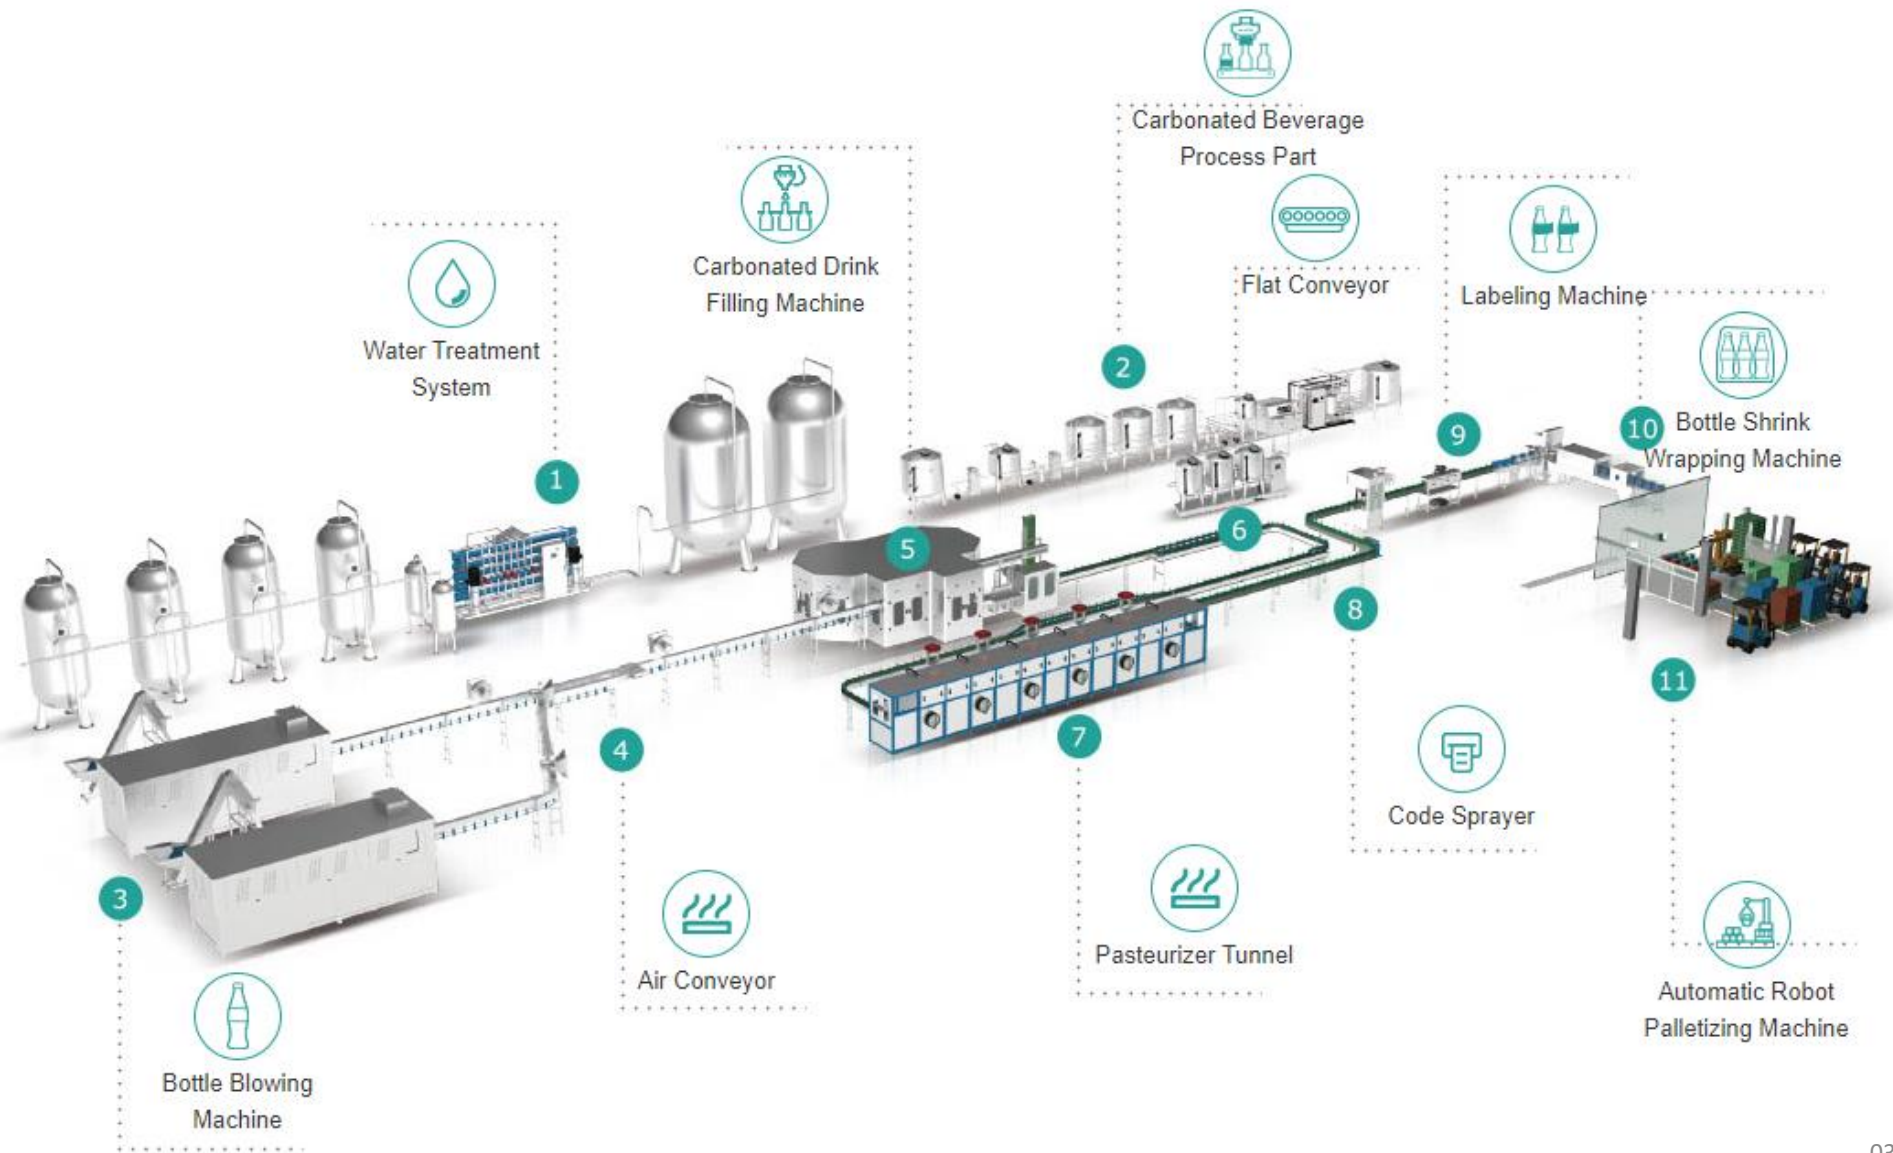 Carbonated Beverage
Process Part
Carbonated Drink
Filling Machine
Flat Conveyor
Labeling Machine
Water Treatment
System
2
9
10
Bottle Shrink
Wrapping Machine
1
5
6
8
11
4
7
3
Code Sprayer
Pasteurizer Tunnel
Air Conveyor
Automatic Robot
Palletizing Machine
Bottle Blowing
Machine